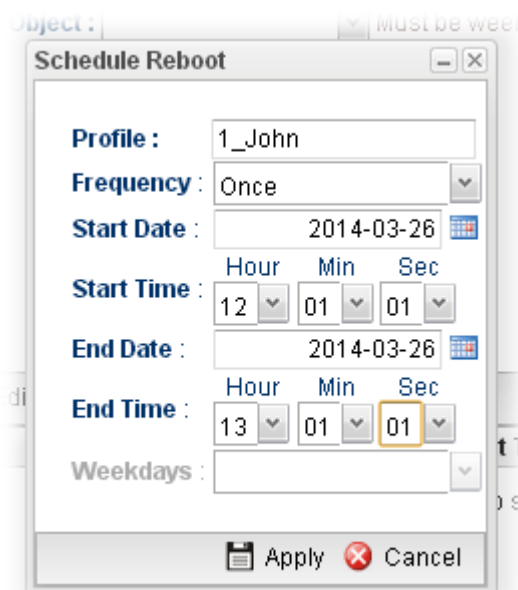 Object :
Must be wee
Schedule Reboot
Profile : 1_John
Frequency : Once
Start Date : 2014-03-26
Hour Min Sec
Start Time : 12 01 01
End Date : 2014-03-26
Hour Min Sec
End Time : 13 01 01
Weekdays :
Apply Cancel